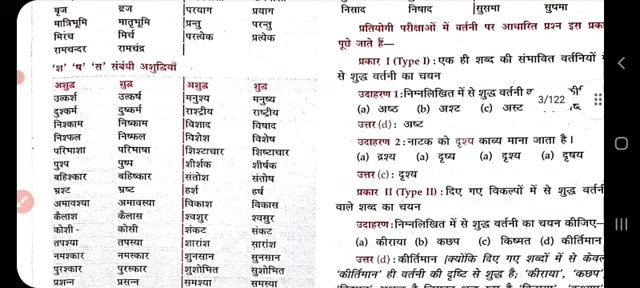 बृज ब्रज परयाग प्रयाग
मात्रिभूमि मातृभूमि प्रन्तु परन्तु
मिरंच मिर्च परत्येक प्रत्येक
रामचन्दर रामचंद्र
'श' 'ष' 'स' संबंधी अशुद्धियाँ
अशुद्ध शुद्ध अशुद्ध शुद्ध
उत्कर्श उत्कर्ष मनुश्य मनुष्य
दुश्कर्म दुष्कर्म राश्ट्रीय राष्ट्रीय
निश्काम निष्काम विशाद विषाद
निश्फल निष्फल विशेश विशेष
परिभाशा परिभाषा शिश्टाचार शिष्टाचार
पुश्प पुष्प शीर्शक शीर्षक
बहिश्कार बहिष्कार संतोश संतोष
भ्रश्ट भ्रष्ट हर्श हर्ष
अमावश्या अमावस्या विकाश विकास
कैलाश कैलास श्वशुर श्वसुर
कोशी - कोसी शंकट संकट
तपश्या तपस्या शारांश सारांश
नमश्कार नमस्कार शुनसान सुनसान
पुरश्कार पुरस्कार शुशोभित सुशोभित
प्रशन्न प्रसन्न समश्या समस्या
निसाद निषाद सुसमा सुषमा
प्रतियोगी परीक्षाओं में वर्तनी पर आधारित प्रश्न इस प्रका
पूछे जाते हैं—
प्रकार I (Type I) : एक ही शब्द की संभावित वर्तनियों में
से शुद्ध वर्तनी का चयन
उदाहरण 1 : निम्नलिखित में से शुद्ध वर्तनी
(a) अष्ठ (b) अश्ट (c) अस्ट
3/122
उत्तर (d) : अष्ट
उदाहरण 2 : नाटक को दृश्य काव्य माना जाता है।
(a) द्रश्य (a) दृष्य (a) दृश्य (a) दृषय
उत्तर (c) : दृश्य
प्रकार II (Type II) : दिए गए विकल्पों में से शुद्ध वर्तनी
वाले शब्द का चयन
उदाहरण : निम्नलिखित में से शुद्ध वर्तनी का चयन कीजिए—
(a) कीराया (b) कछप (c) किष्मत (d) कीर्तिमान
उत्तर (d) : कीर्तिमान (क्योंकि दिए गए शब्दों में से केवल
'कीर्तिमान' ही वर्तनी की दृष्टि से शुद्ध है; 'कीराया', 'कछप',